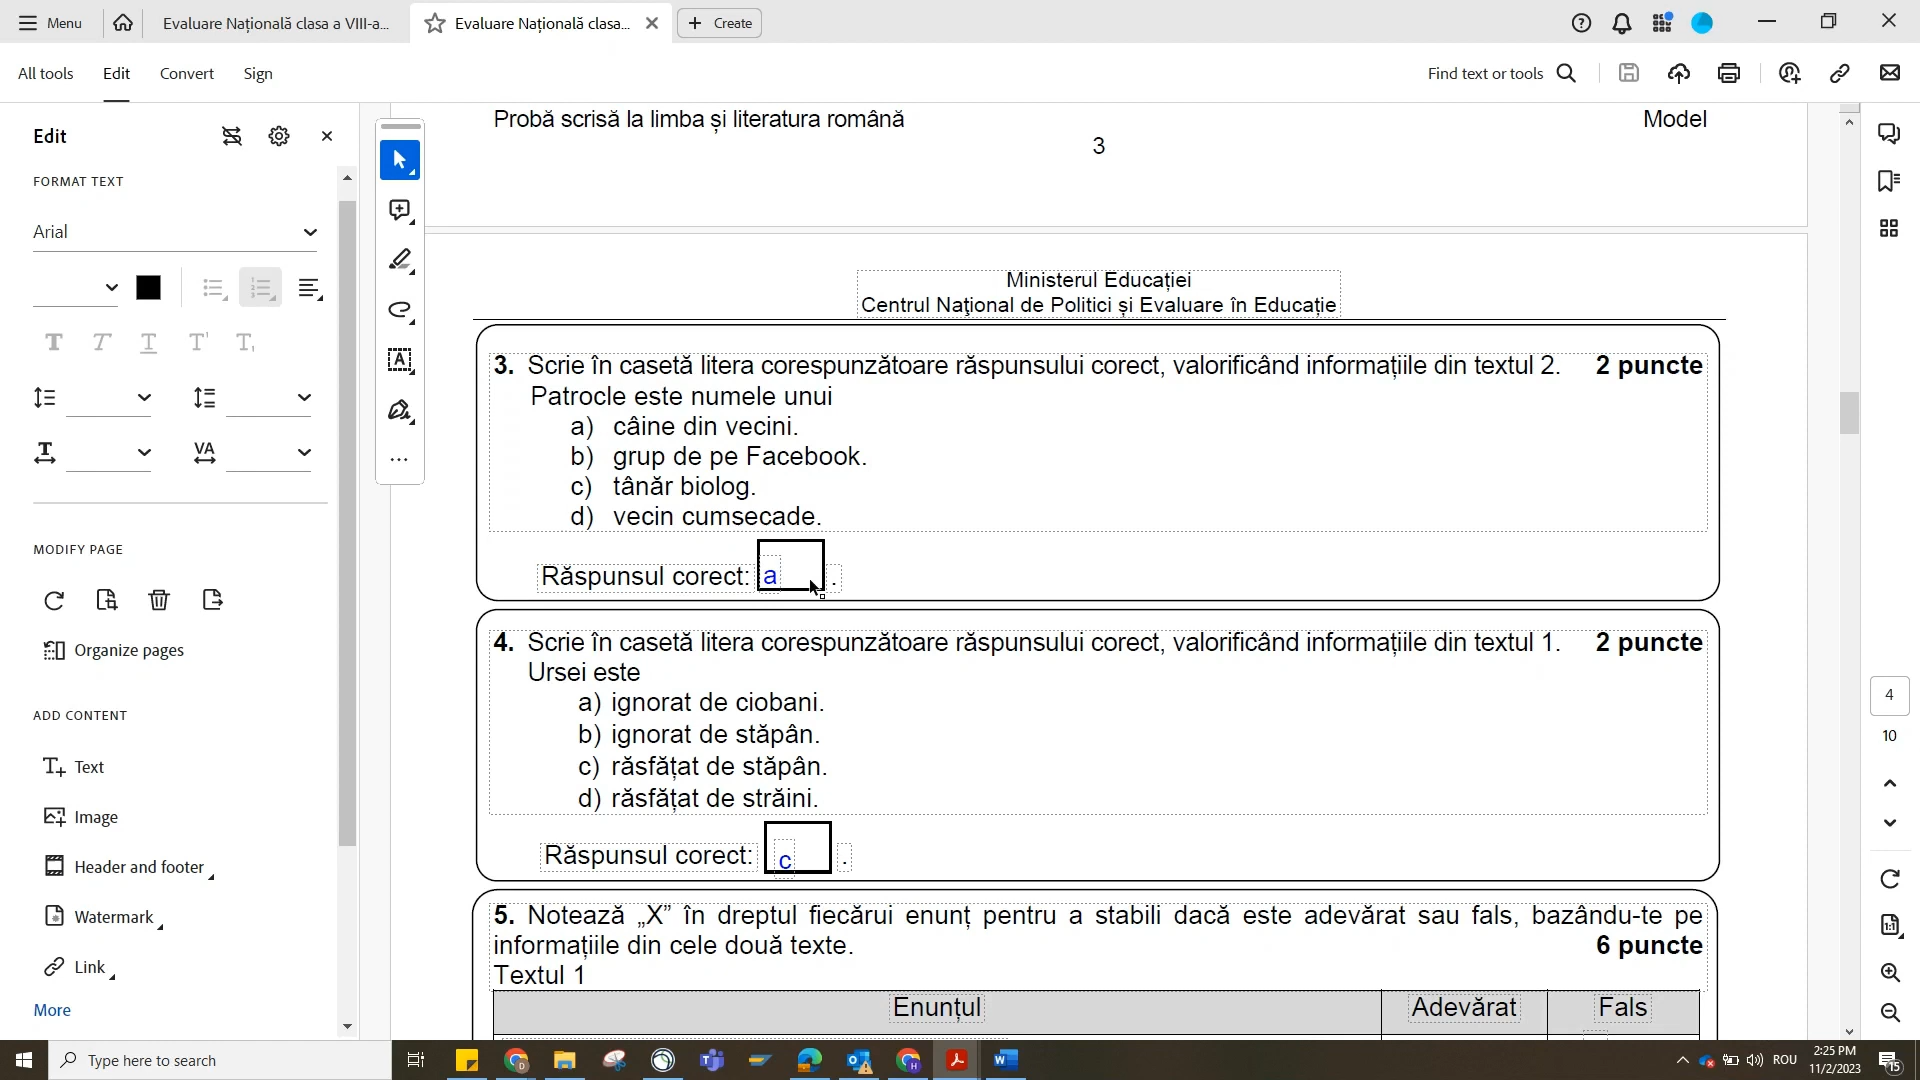 Menu
Evaluare Națională clasa a VIII-a...
Evaluare Națională clasa...
Create
All tools
Edit
Convert
Sign
Find text or tools
Edit
FORMAT TEXT
Arial
MODIFY PAGE
Organize pages
ADD CONTENT
Text
Image
Header and footer
Watermark
Link
More
Probă scrisă la limba și literatura română
Model
3
Ministerul Educației
Centrul Naţional de Politici și Evaluare în Educație
3. Scrie în casetă litera corespunzătoare răspunsului corect, valorificând informațiile din textul 2. 2 puncte
Patrocle este numele unui
a) câine din vecini.
b) grup de pe Facebook.
c) tânăr biolog.
d) vecin cumsecade.
Răspunsul corect: a .
4. Scrie în casetă litera corespunzătoare răspunsului corect, valorificând informațiile din textul 1. 2 puncte
Ursei este
a) ignorat de ciobani.
b) ignorat de stăpân.
c) răsfățat de stăpân.
d) răsfățat de străini.
Răspunsul corect: c .
5. Notează „X” în dreptul fiecărui enunț pentru a stabili dacă este adevărat sau fals, bazându-te pe
informațiile din cele două texte. 6 puncte
Textul 1
Enunțul
Adevărat
Fals
4
10
Type here to search
ROU
2:25 PM
11/2/2023
15